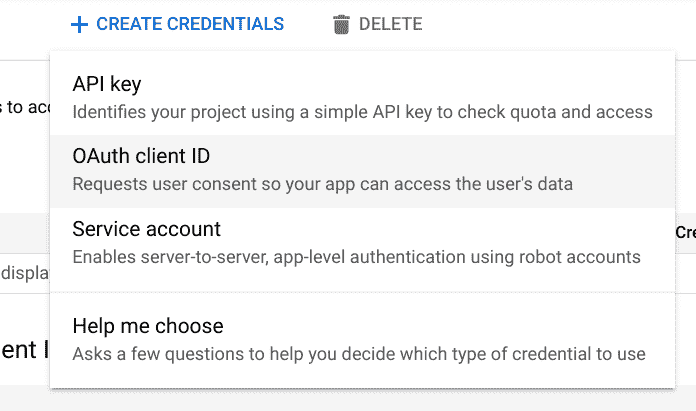 + CREATE CREDENTIALS DELETE
API key
s to acc
Identifies your project using a simple API key to check quota and access
OAuth client ID
Requests user consent so your app can access the user's data
Service account
Cre
Enables server-to-server, app-level authentication using robot accounts
displa
Help me choose
ent I
Asks a few questions to help you decide which type of credential to use